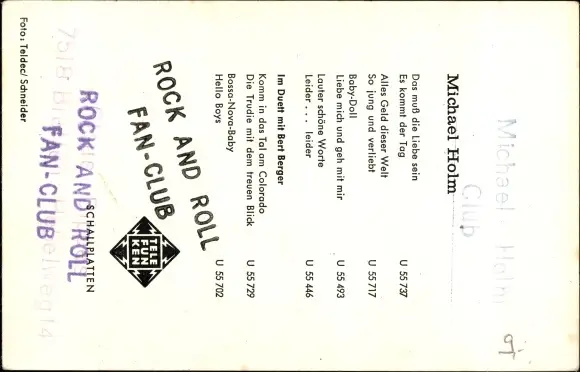 Michael Holm
Club
Michael Holm
Das muß die Liebe sein
Es kommt der Tag U 55 737
Alles Geld dieser Welt
So jung und verliebt U 55 717
Baby-Doll
Liebe mich und geh mit mir U 55 493
Lauter schöne Worte
Leider . . . leider U 55 446
Im Duett mit Bert Berger
Komm in das Tal am Colorado
Die Trudie mit dem treuen Blick U 55 729
Bossa-Nova-Baby
Hello Boys U 55 702
ROCK AND ROLL
FAN-CLUB
TELE
FUN
KEN
SCHALLPLATTEN
ROCK AND ROLL
FAN-CLUB
Foto: Teldec/Schneider